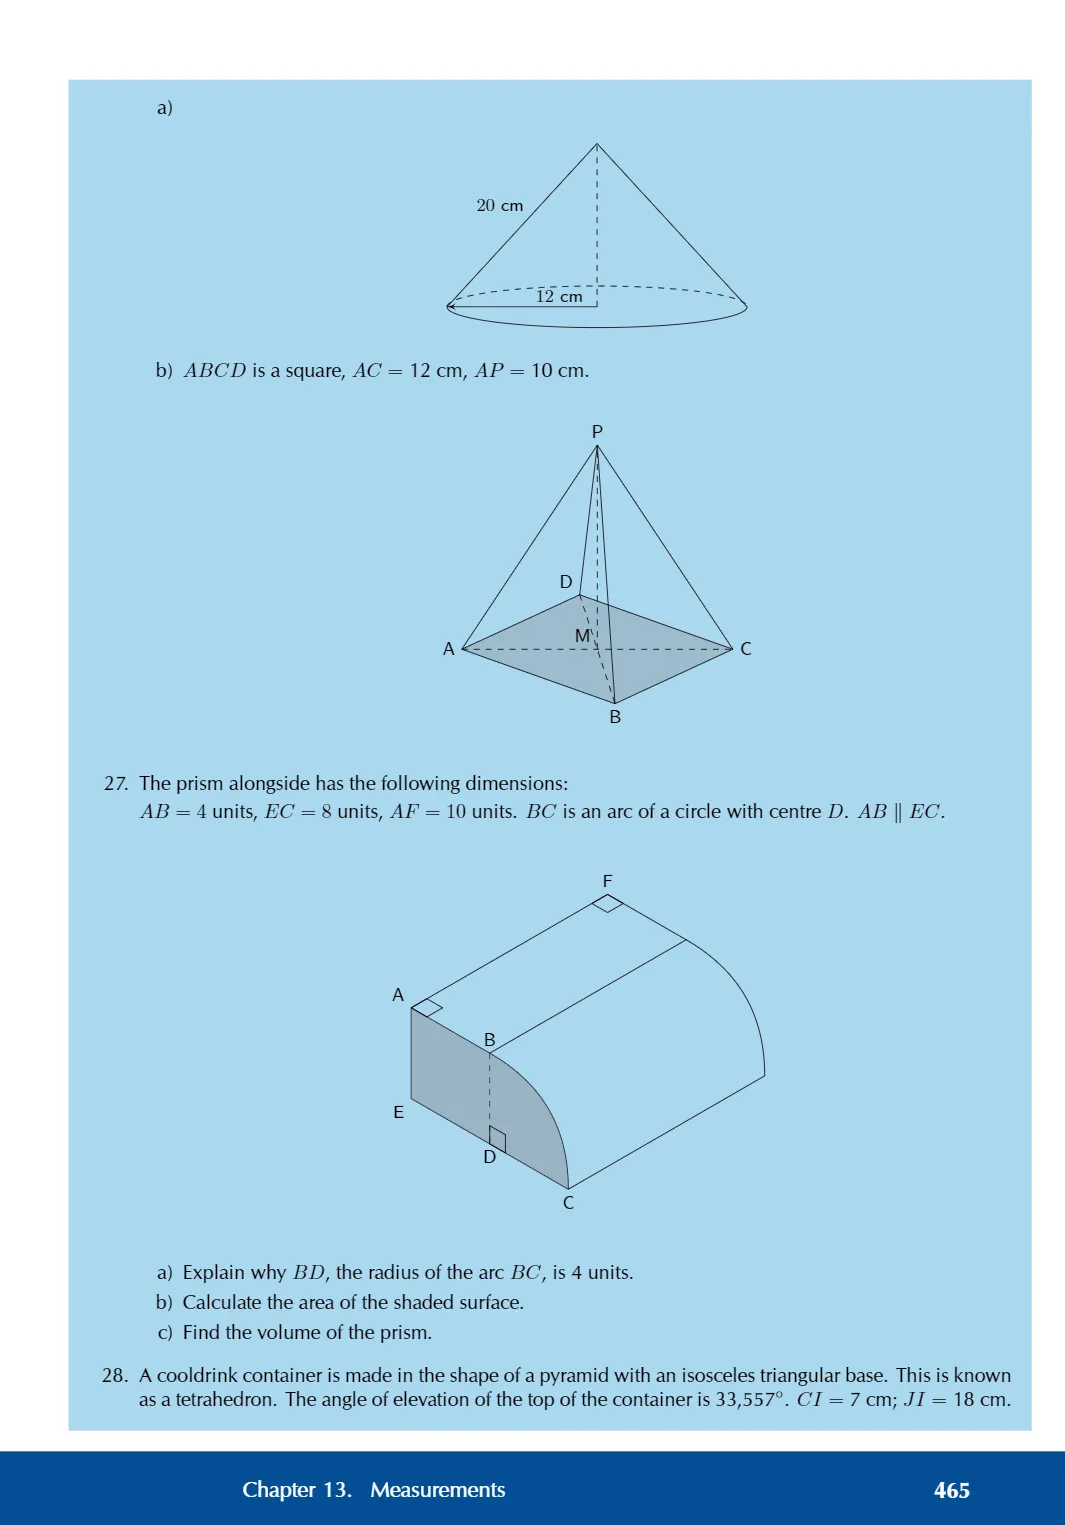 a)
20 cm
12 cm
b) ABCD is a square, AC = 12 cm, AP = 10 cm.
P
D
M
A
C
B
27. The prism alongside has the following dimensions:
AB = 4 units, EC = 8 units, AF = 10 units. BC is an arc of a circle with centre D. AB ∥ EC.
F
A
B
E
D
C
a) Explain why BD, the radius of the arc BC, is 4 units.
b) Calculate the area of the shaded surface.
c) Find the volume of the prism.
28. A cooldrink container is made in the shape of a pyramid with an isosceles triangular base. This is known
as a tetrahedron. The angle of elevation of the top of the container is 33,557°. CI = 7 cm; JI = 18 cm.
Chapter 13. Measurements 465